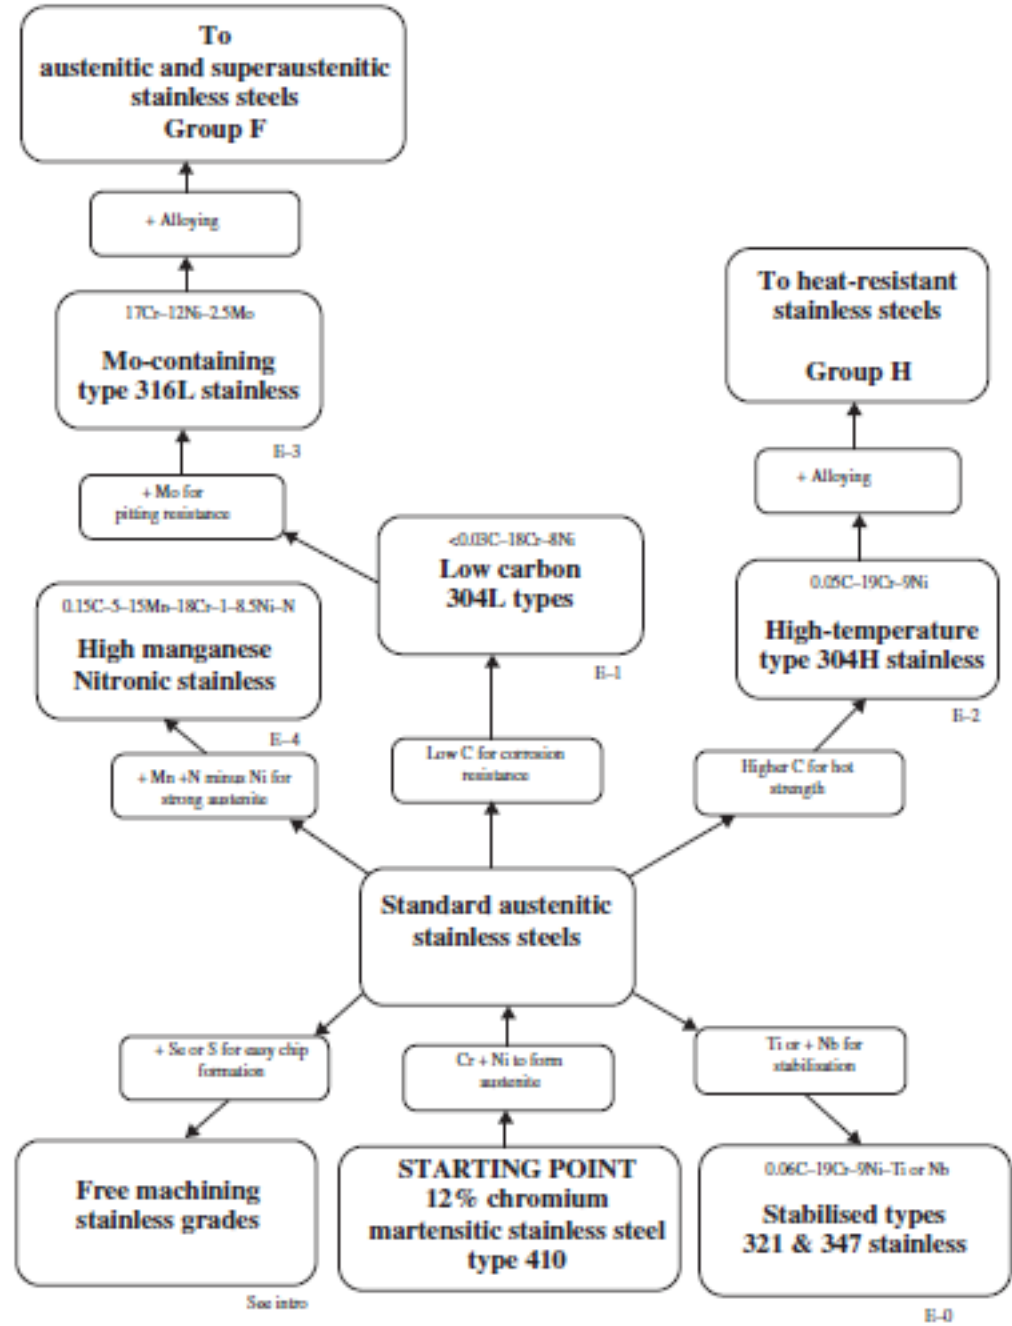 To
austenitic and superaustenitic
stainless steels
Group F
+ Alloying
17Cr–12Ni–2.5Mo
Mo-containing
type 316L stainless
E–3
To heat-resistant
stainless steels
Group H
+ Alloying
+ Mo for
pitting resistance
<0.03C–18Cr–8Ni
Low carbon
304L types
E–1
0.05C–19Cr–9Ni
High-temperature
type 304H stainless
E–2
0.15C–5–15Mn–18Cr–1–8.5Ni–N
High manganese
Nitronic stainless
E–4
+ Mn +N minus Ni for
strong austenite
Low C for corrosion
resistance
Higher C for hot
strength
Standard austenitic
stainless steels
+ Se or S for easy chip
formation
Cr + Ni to form
austenite
Ti or + Nb for
stabilisation
Free machining
stainless grades
See intro
STARTING POINT
12% chromium
martensitic stainless steel
type 410
0.06C–19Cr–9Ni–Ti or Nb
Stabilised types
321 & 347 stainless
E–0